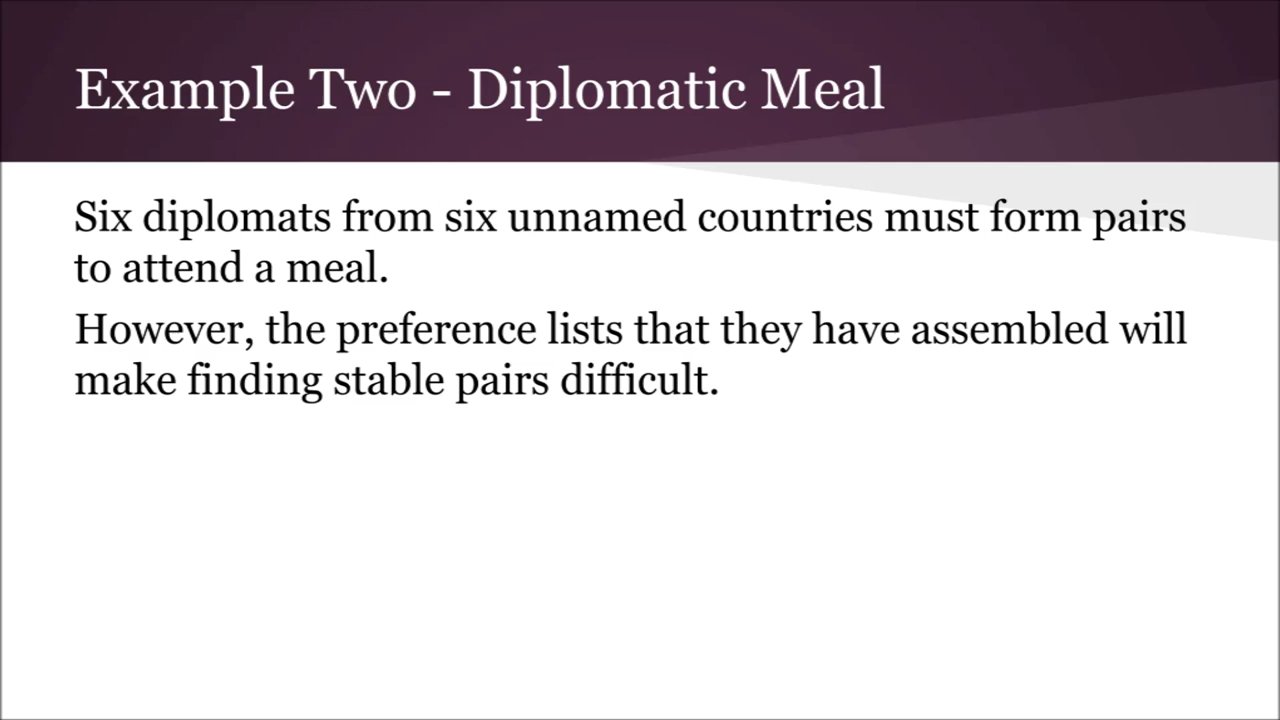 Example Two - Diplomatic Meal
Six diplomats from six unnamed countries must form pairs
to attend a meal.
However, the preference lists that they have assembled will
make finding stable pairs difficult.